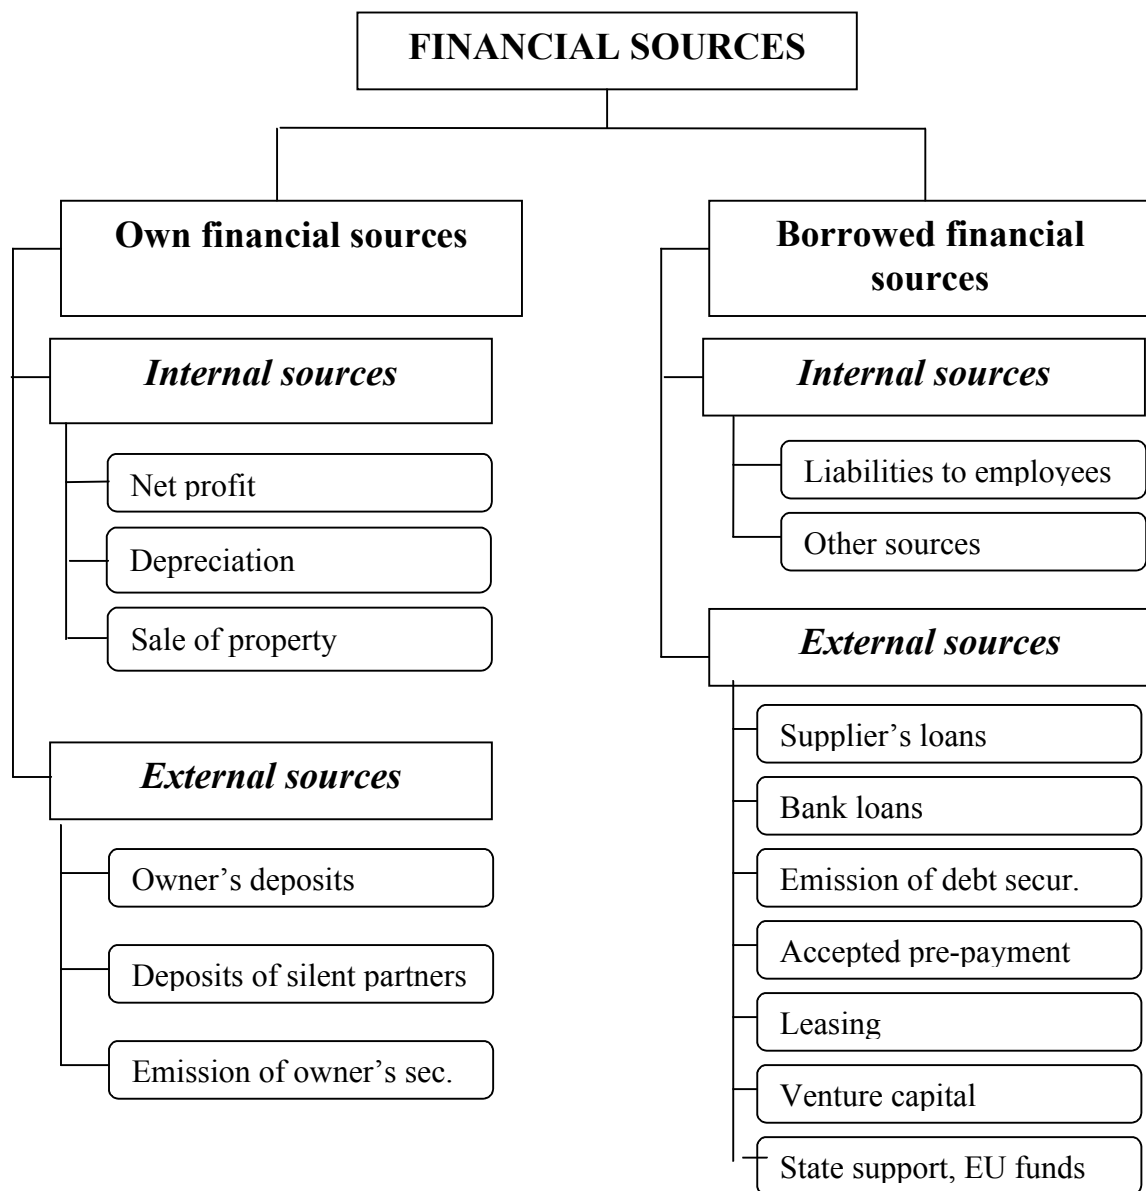 FINANCIAL SOURCES
Own financial sources
Internal sources
Net profit
Depreciation
Sale of property
External sources
Owner’s deposits
Deposits of silent partners
Emission of owner’s sec.
Borrowed financial
sources
Internal sources
Liabilities to employees
Other sources
External sources
Supplier’s loans
Bank loans
Emission of debt secur.
Accepted pre-payment
Leasing
Venture capital
State support, EU funds